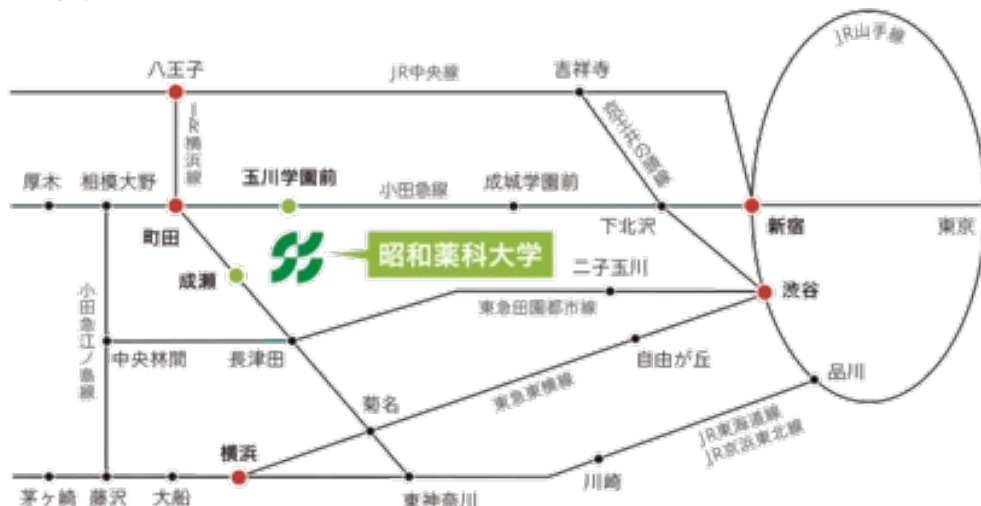 JR山手線
八王子
JR中央線
吉祥寺
JR横浜線
京王井の頭線
厚木
相模大野
玉川学園前
小田急線
成城学園前
町田
下北沢
新宿
東京
昭和薬科大学
成瀬
二子玉川
渋谷
小田急江ノ島線
東急田園都市線
中央林間
長津田
自由が丘
品川
菊名
東急東横線
JR東海道線
JR京浜東北線
横浜
川崎
茅ヶ崎
藤沢
大船
東神奈川